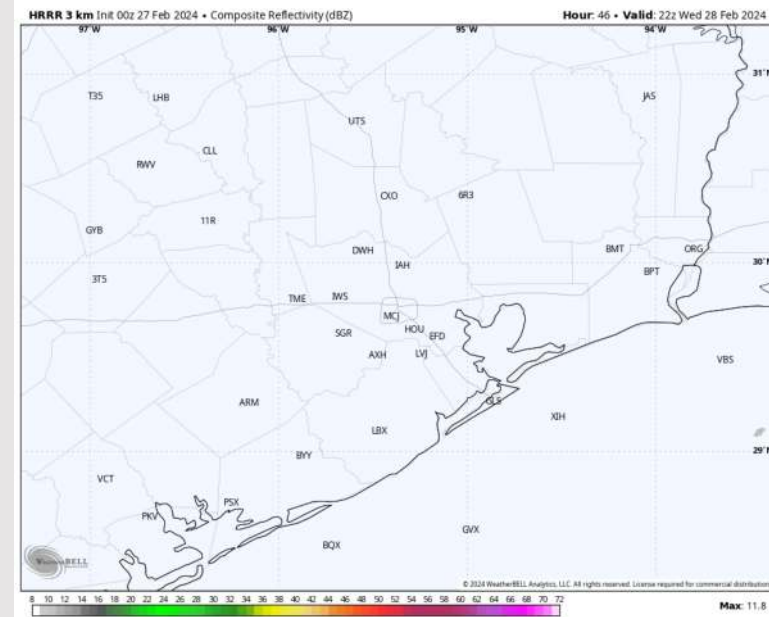 HRRR 3 km Init 00z 27 Feb 2024 • Composite Reflectivity (dBZ)
Hour: 46 • Valid: 22z Wed 28 Feb 2024
97°W 96°W 95°W 94°W
31°N
T35 LHB JAS
UTS
CLL
RWV
CXO 6R3
11R
GYB
DWH BMT ORG
IAH 30°N
BPT
3T5
TME IWS
MCJ
SGR HOU EFD
AXH LVJ VBS
ARM GLS
XIH
LBX
29°N
BYY
VCT
PSX
PKV
GVX
BQX
WeatherBELL
© 2024 WeatherBELL Analytics, LLC. All rights reserved. License required for commercial distribution.
8 10 12 14 16 18 20 22 24 26 28 30 32 34 36 38 40 42 44 46 48 50 52 54 56 58 60 62 64 66 68 70 72
Max: 11.8